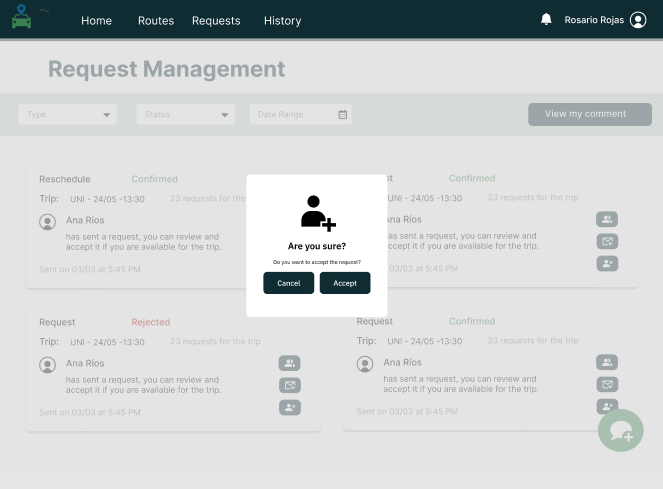 Home Routes Requests History Rosario Rojas
Request Management
Type Status Date Range View my comment
Reschedule Confirmed
Trip: UNI - 24/05 -13:30 23 requests for the
Ana Ríos
has sent a request, you can review and
accept it if you are available for the trip.
Sent on 03/03 at 5:45 PM
st Confirmed
-13:30 23 requests for the trip
Ana Ríos
has sent a request, you can review and
accept it if you are available for the trip.
03/03 at 5:45 PM
Are you sure?
Do you want to accept the request?
Cancel Accept
Request Rejected
Trip: UNI - 24/05 -13:30 23 requests for the trip
Ana Ríos
has sent a request, you can review and
accept it if you are available for the trip.
Sent on 03/03 at 5:45 PM
Request Confirmed
Trip: UNI - 24/05 -13:30 23 requests for the trip
Ana Ríos
has sent a request, you can review and
accept it if you are available for the trip.
Sent on 03/03 at 5:45 PM